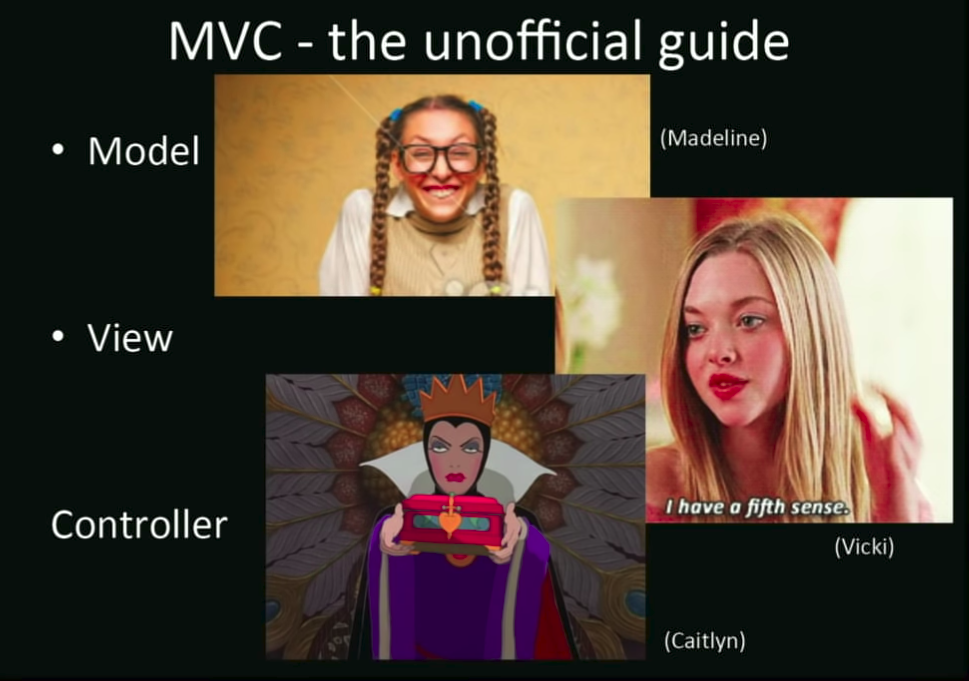 MVC - the unofficial guide
• Model
(Madeline)
• View
I have a fifth sense.
(Vicki)
Controller
(Caitlyn)